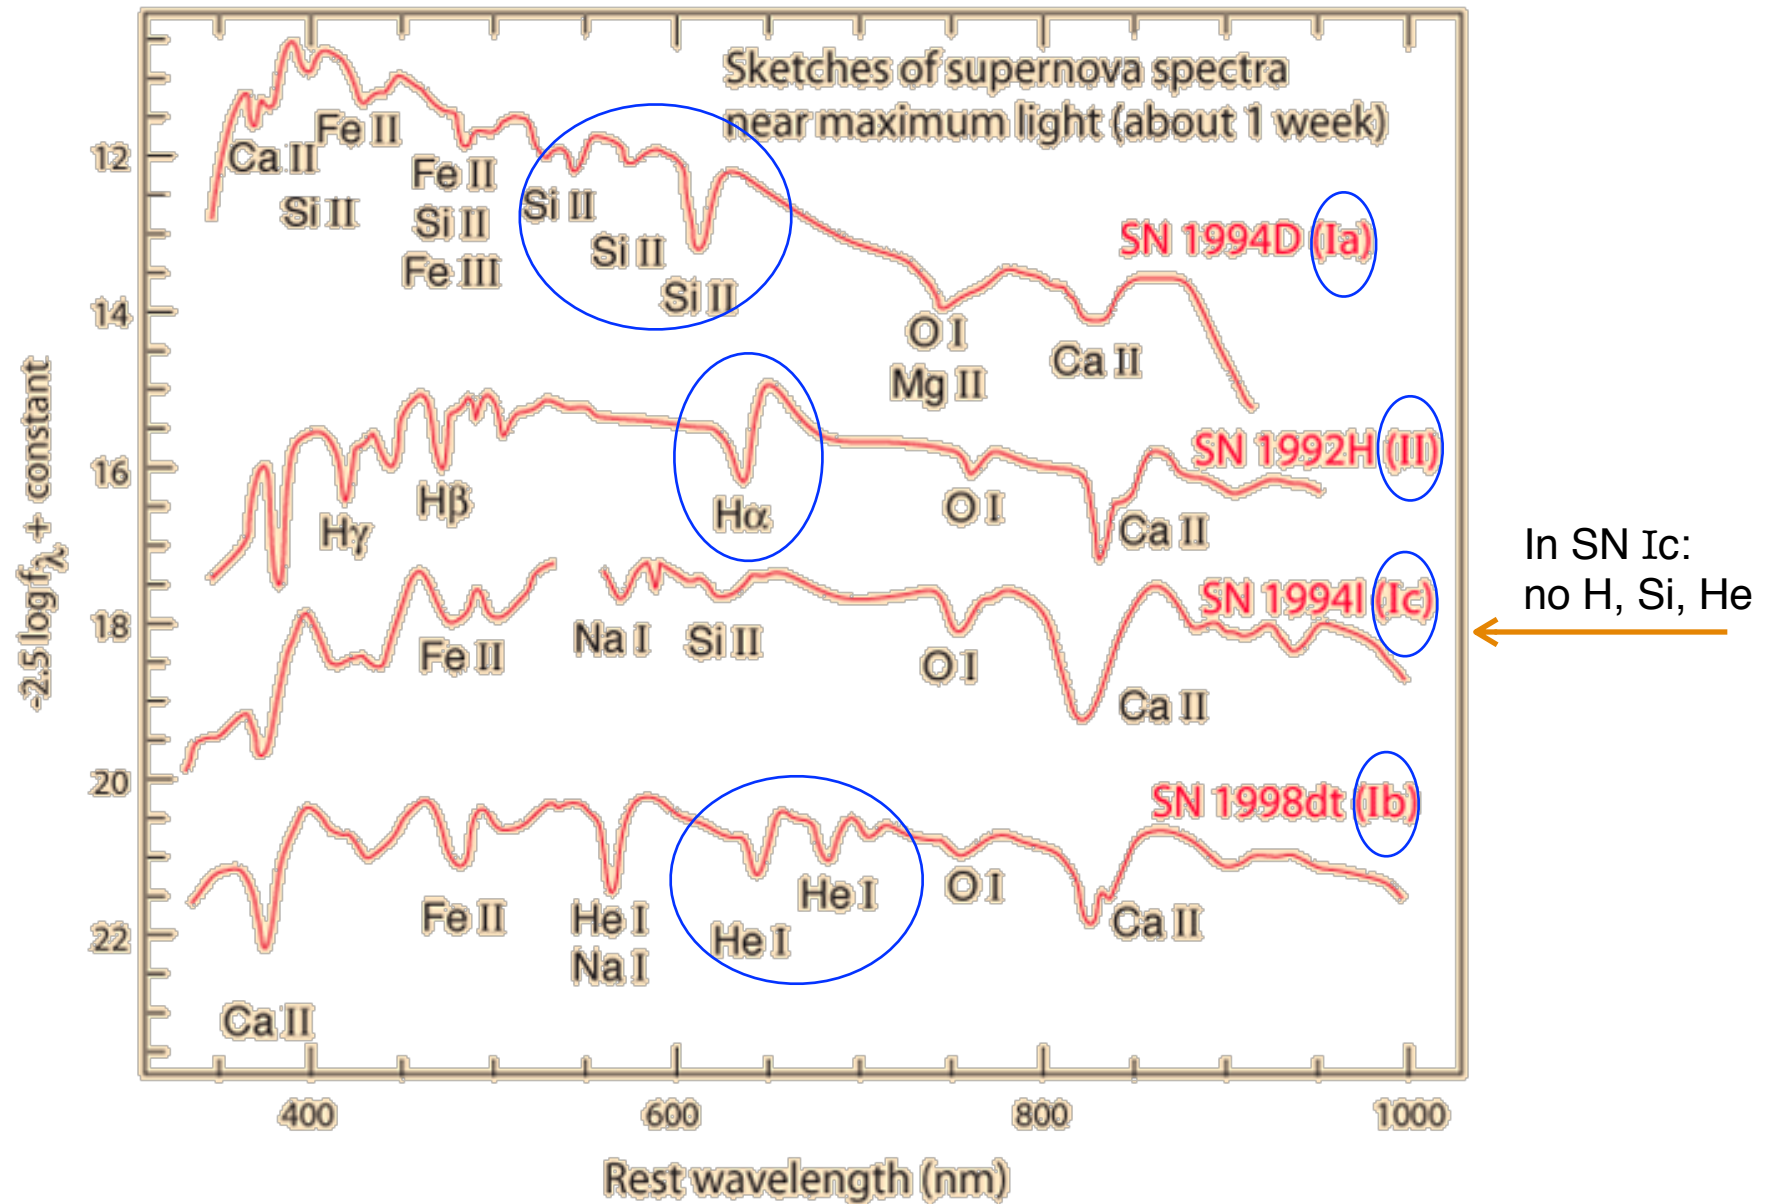 Sketches of supernova spectra
near maximum light (about 1 week)
Ca II
Fe II
Si II
Fe II
Si II
Fe III
Si II
Si II
Si II
SN 1994D (Ia)
O I
Mg II
Ca II
SN 1992H (II)
Hγ
Hβ
Hα
O I
Ca II
In SN Ic:
no H, Si, He
SN 1994I (Ic)
Fe II
Na I
Si II
O I
Ca II
SN 1998dt (Ib)
Fe II
He I
Na I
He I
He I
O I
Ca II
Ca II
12
14
16
18
20
22
-2.5 logfλ + constant
400 600 800 1000
Rest wavelength (nm)